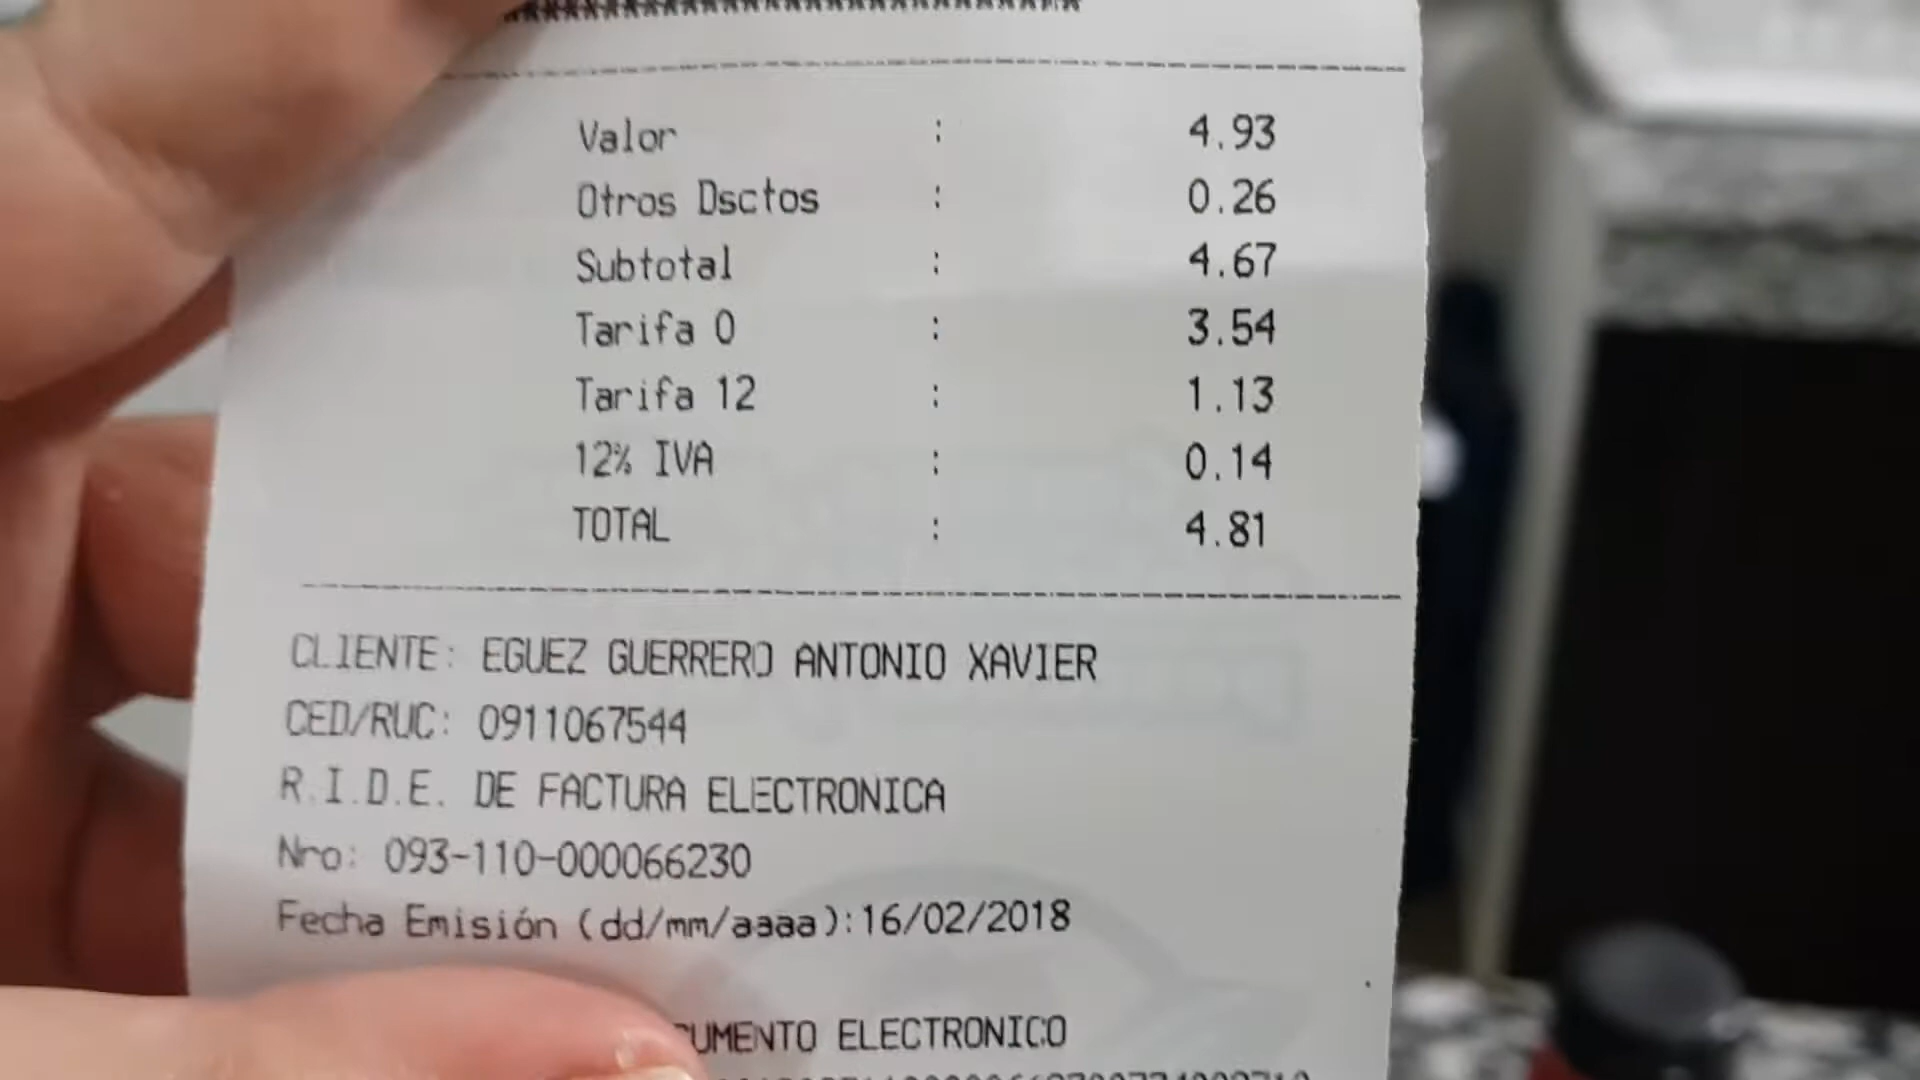 Valor : 4.93
Otros Dsctos : 0.26
Subtotal : 4.67
Tarifa 0 : 3.54
Tarifa 12 : 1.13
12% IVA : 0.14
TOTAL : 4.81
CLIENTE: EGUEZ GUERRERO ANTONIO XAVIER
CED/RUC: 0911067544
R.I.D.E. DE FACTURA ELECTRONICA
Nro: 093-110-000066230
Fecha Emisión (dd/mm/aaaa):16/02/2018
CUMENTO ELECTRONICO